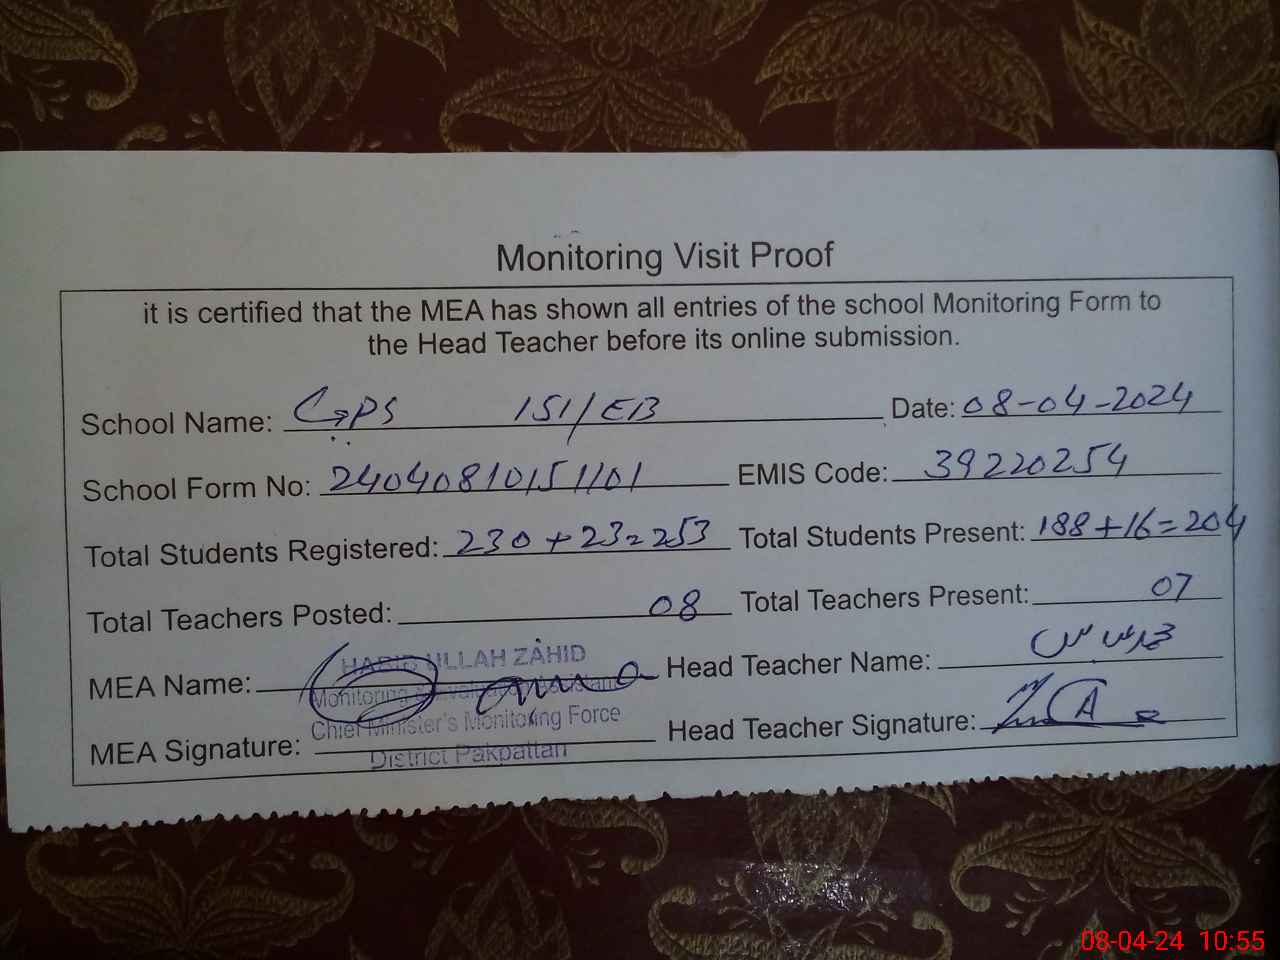 Monitoring Visit Proof
it is certified that the MEA has shown all entries of the school Monitoring Form to
the Head Teacher before its online submission.
School Name: GPS 151/EB Date: 08-04-2024
School Form No: 24040810151101 EMIS Code: 39220254
Total Students Registered: 230 + 23 = 253 Total Students Present: 188 + 16 = 204
Total Teachers Posted: 08 Total Teachers Present: 07
HABIB ULLAH ZAHID
MEA Name: Head Teacher Name:
Monitoring & Evaluation Assistant
Chief Minister's Monitoring Force
MEA Signature: Head Teacher Signature:
District Pakpattan
08-04-24 10:55